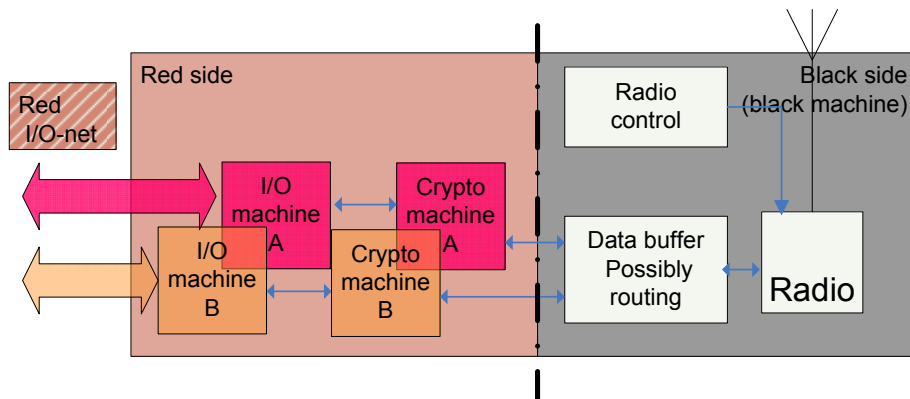 Red side
Black side
(black machine)
Red
I/O-net
Radio
control
I/O
machine
A
Crypto
machine
A
I/O
machine
B
Crypto
machine
B
Data buffer
Possibly
routing
Radio